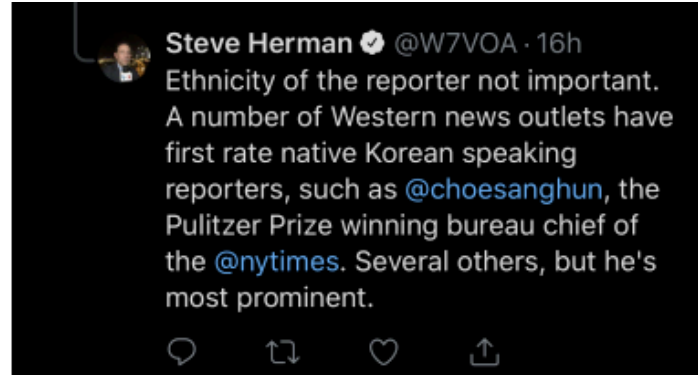 Steve Herman @W7VOA · 16h
Ethnicity of the reporter not important.
A number of Western news outlets have
first rate native Korean speaking
reporters, such as @choesanghun, the
Pulitzer Prize winning bureau chief of
the @nytimes. Several others, but he's
most prominent.